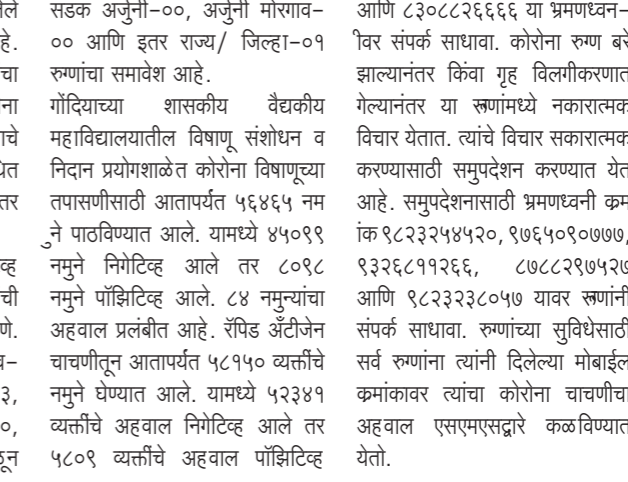 ले
हे.
चा
ना
चे
ित
तर
व्ह
ची
णे.
व-
३,
०,
ून
सडक अर्जुनी-००, अर्जुनी मोरगाव-
०० आणि इतर राज्य/ जिल्हा-०१
रुग्णांचा समावेश आहे.
गोंदियाच्या शासकीय वैद्यकीय
महाविद्यालयातील विषाणू संशोधन व
निदान प्रयोगशाळेत कोरोना विषाणूच्या
तपासणीसाठी आतापर्यंत ५६४६५ नम
ुने पाठविण्यात आले. यामध्ये ४५०९९
नमुने निगेटिव्ह आले तर ८०९८
नमुने पॉझिटिव्ह आले. ८४ नमुन्यांचा
अहवाल प्रलंबीत आहे. रॅपिड अँटीजेन
चाचणीतून आतापर्यंत ५८१५० व्यक्तींचे
नमुने घेण्यात आले. यामध्ये ५२३४१
व्यक्तींचे अहवाल निगेटिव्ह आले तर
५८०९ व्यक्तींचे अहवाल पॉझिटिव्ह
आणि ८३०८८२६६६६ या भ्रमणध्वन-
ीवर संपर्क साधावा. कोरोना रुग्ण बरे
झाल्यानंतर किंवा गृह विलगीकरणात
गेल्यानंतर या रूग्णांमध्ये नकारात्मक
विचार येतात. त्यांचे विचार सकारात्मक
करण्यासाठी समुपदेशन करण्यात येत
आहे. समुपदेशनासाठी भ्रमणध्वनी क्रम
ांक ९८२३२५४५२०, ९७६५०९०७७७,
९३२६८११२६६, ८७८८२९७५२७
आणि ९८२३२३८०५७ यावर रूग्णांनी
संपर्क साधावा. रुग्णांच्या सुविधेसाठी
सर्व रुग्णांना त्यांनी दिलेल्या मोबाईल
क्रमांकावर त्यांचा कोरोना चाचणीचा
अहवाल एसएमएसद्वारे कळविण्यात
येतो.